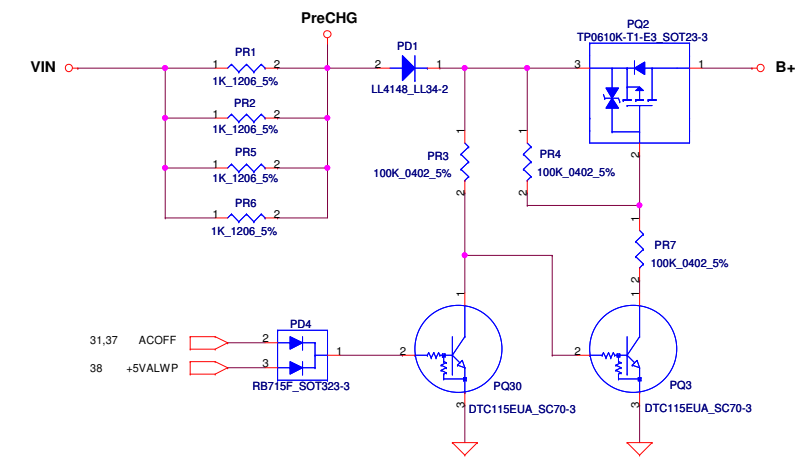 PreCHG
VIN
B+
PR1
1
2
1K_1206_5%
PR2
1
2
1K_1206_5%
PR5
1
2
1K_1206_5%
PR6
1
2
1K_1206_5%
PD1
2
1
LL4148_LL34-2
PQ2
TP0610K-T1-E3_SOT23-3
3
1
2
1
PR3
100K_0402_5%
2
1
PR4
100K_0402_5%
2
1
PR7
100K_0402_5%
2
31,37 ACOFF
38 +5VALWP
PD4
2
3
1
RB715F_SOT323-3
1
2
PQ30
3
DTC115EUA_SC70-3
1
2
PQ3
3
DTC115EUA_SC70-3